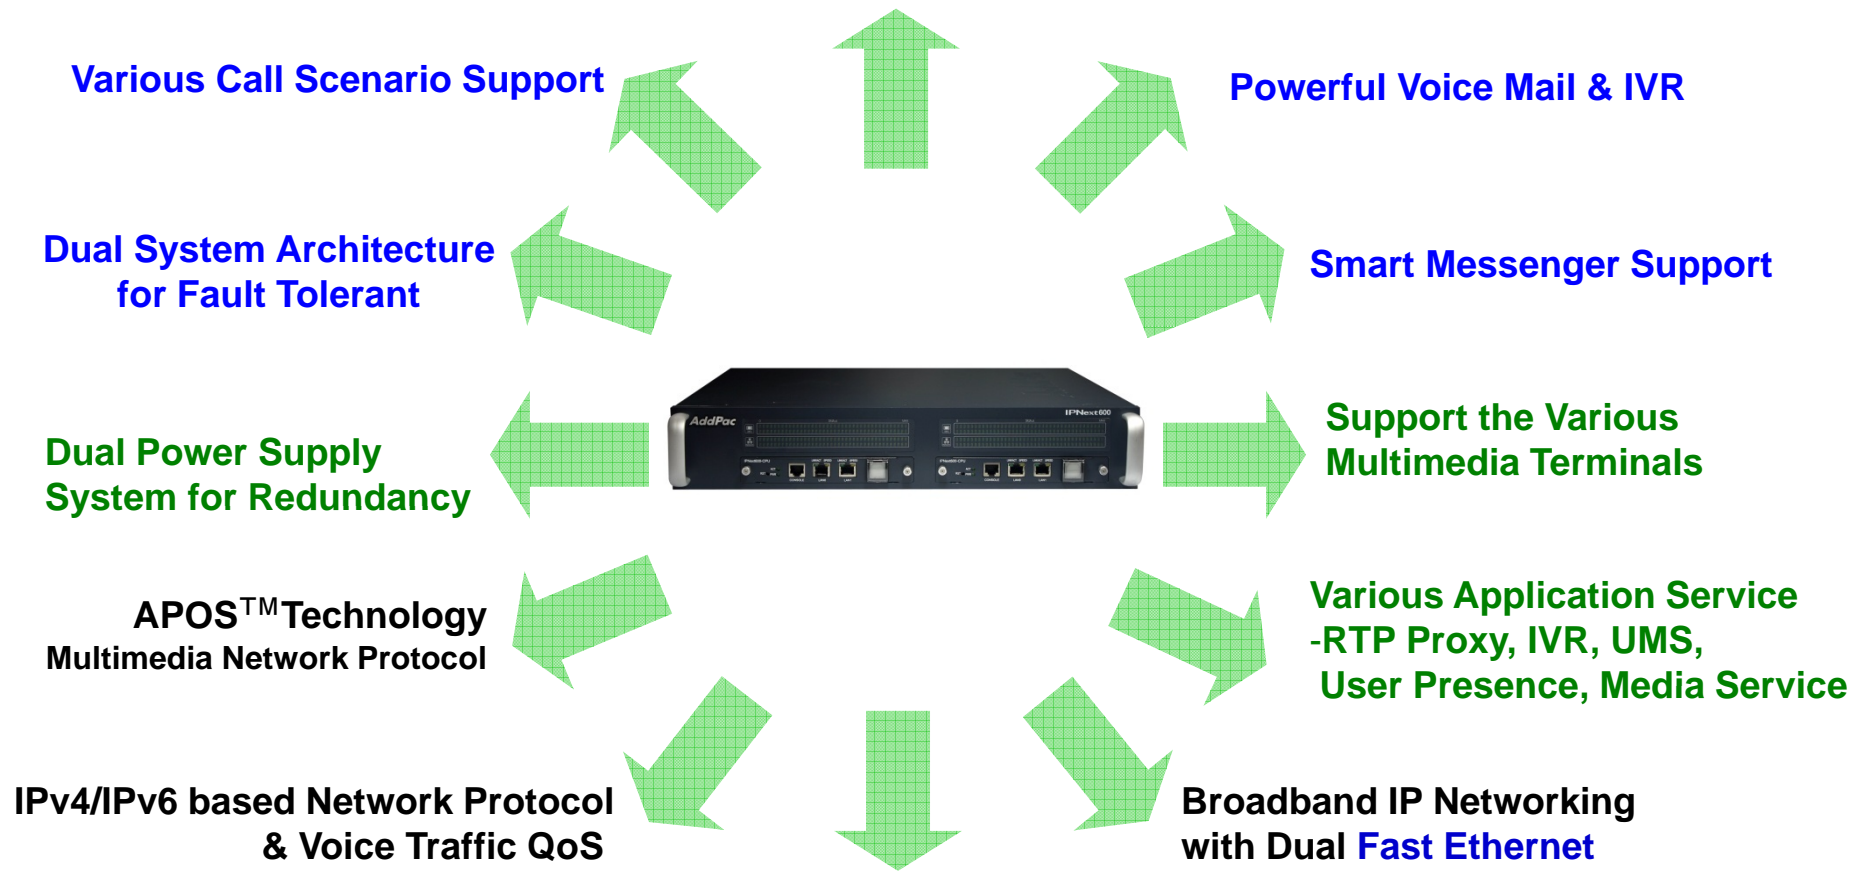 Various Call Scenario Support
Powerful Voice Mail & IVR
Dual System Architecture
for Fault Tolerant
Smart Messenger Support
AddPac
IPNext600
Dual Power Supply
System for Redundancy
Support the Various
Multimedia Terminals
APOS™Technology
Multimedia Network Protocol
Various Application Service
-RTP Proxy, IVR, UMS,
User Presence, Media Service
IPv4/IPv6 based Network Protocol
& Voice Traffic QoS
Broadband IP Networking
with Dual Fast Ethernet